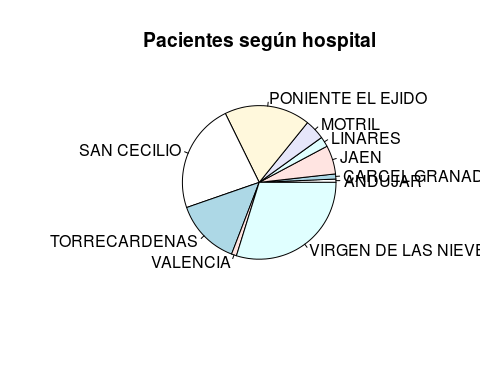 Pacientes según hospital
PONIENTE EL EJIDO
MOTRIL
LINARES
SAN CECILIO
JAEN
CARCEL GRANAD
ANDUJAR
TORRECARDENAS
VIRGEN DE LAS NIEVE
VALENCIA